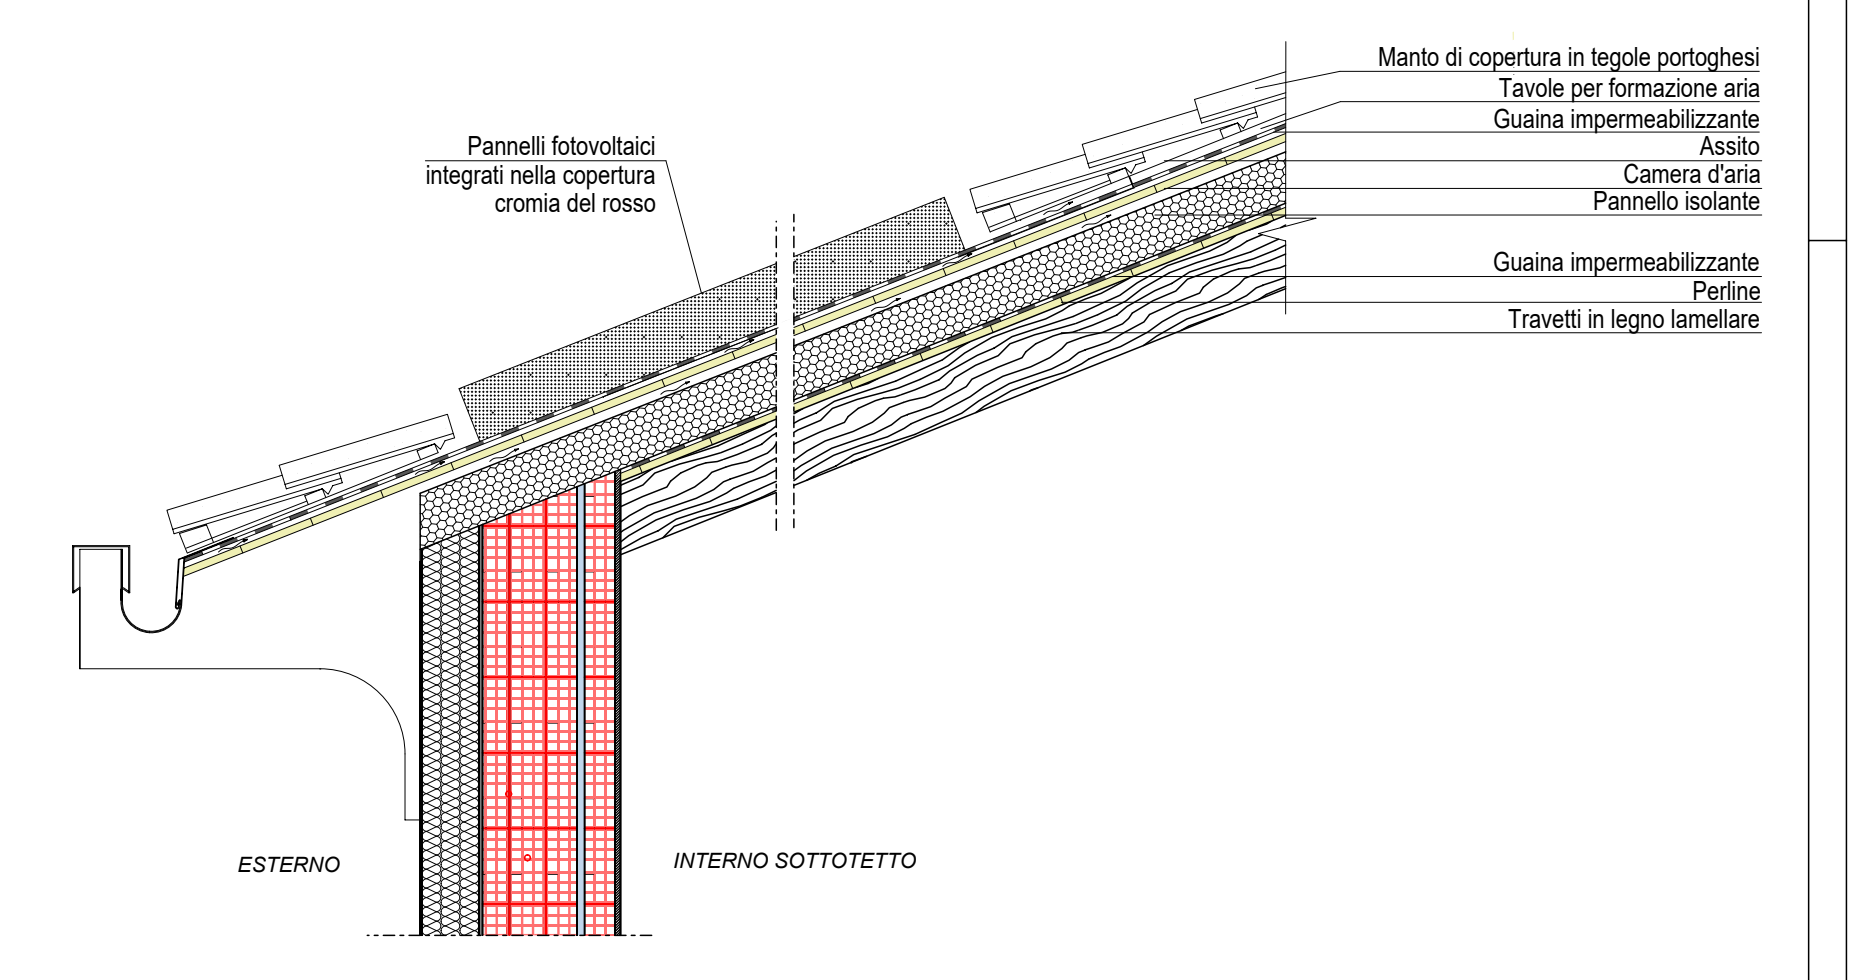 Manto di copertura in tegole portoghesi
Tavole per formazione aria
Guaina impermeabilizzante
Assito
Camera d'aria
Pannello isolante
Guaina impermeabilizzante
Perline
Travetti in legno lamellare
Pannelli fotovoltaici
integrati nella copertura
cromia del rosso
ESTERNO
INTERNO SOTTOTETTO